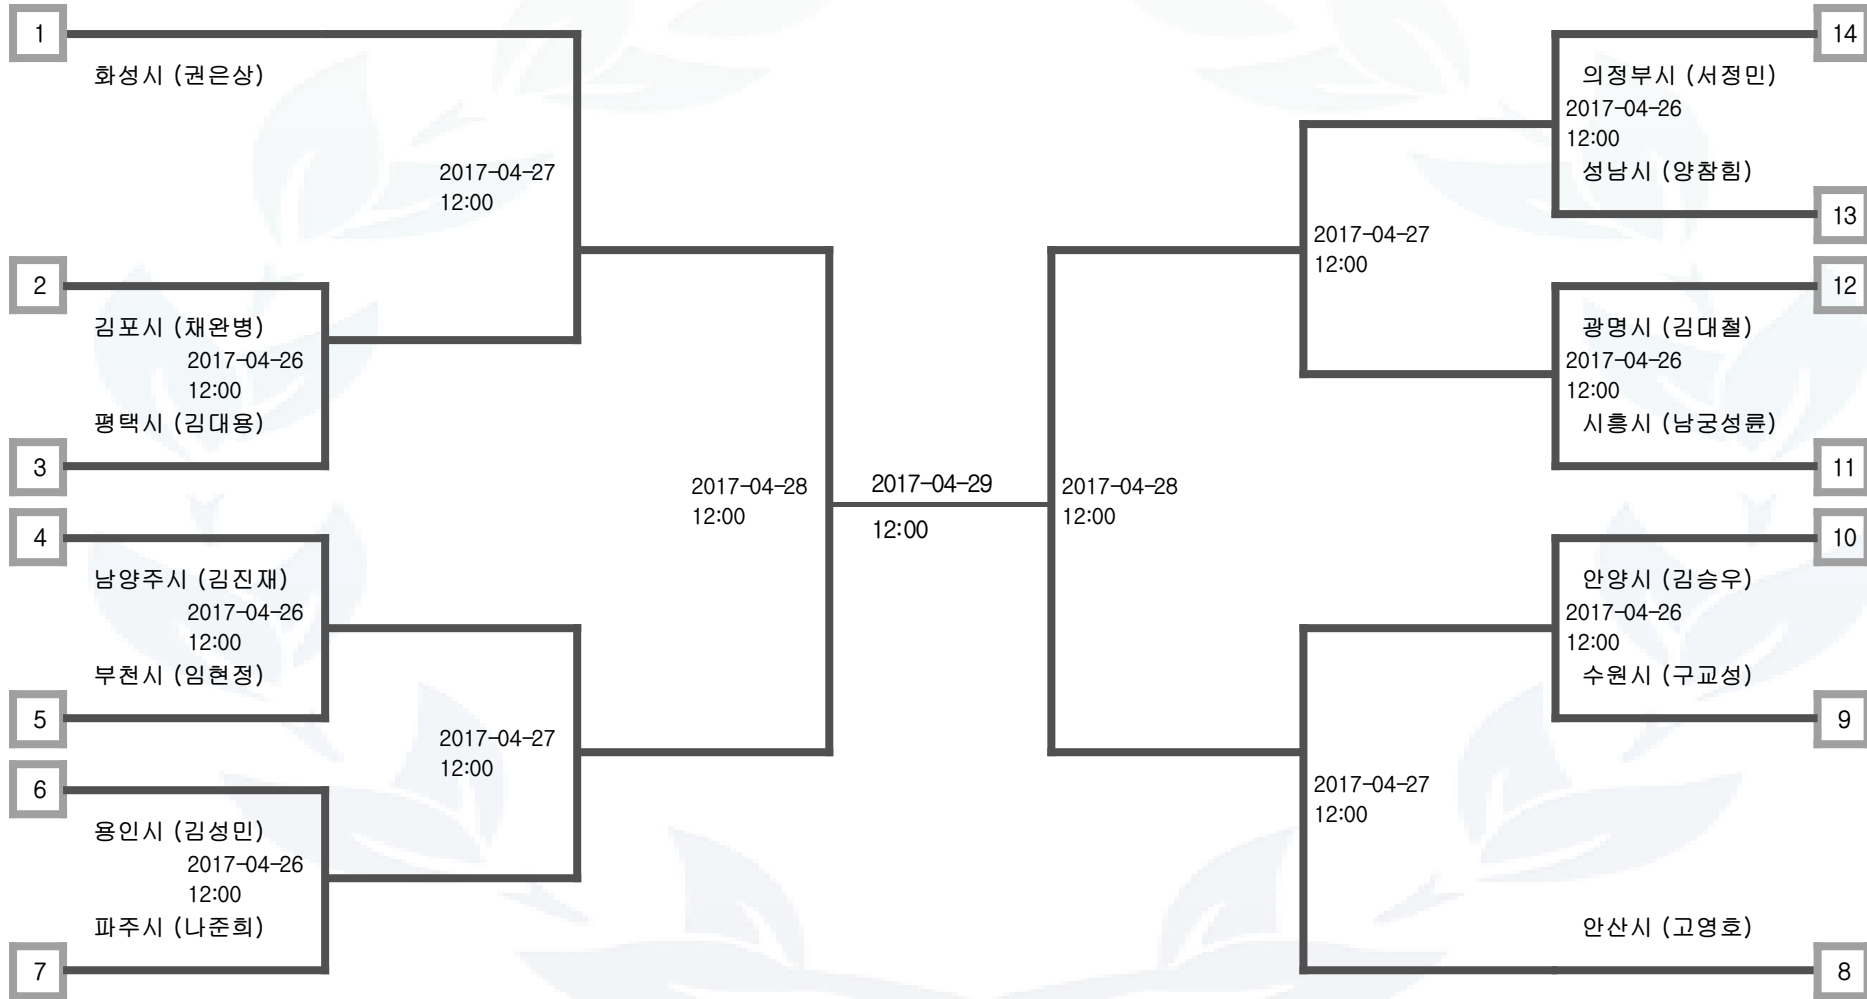 1
화성시 (권은상)
2017-04-27
12:00
2
김포시 (채완병)
2017-04-26
12:00
평택시 (김대용)
3
4
남양주시 (김진재)
2017-04-26
12:00
부천시 (임현정)
5
2017-04-27
12:00
6
용인시 (김성민)
2017-04-26
12:00
파주시 (나준희)
7
2017-04-28
12:00
2017-04-29
12:00
2017-04-28
12:00
14
의정부시 (서정민)
2017-04-26
12:00
성남시 (양참힘)
13
2017-04-27
12:00
12
광명시 (김대철)
2017-04-26
12:00
시흥시 (남궁성륜)
11
10
안양시 (김승우)
2017-04-26
12:00
수원시 (구교성)
9
2017-04-27
12:00
안산시 (고영호)
8